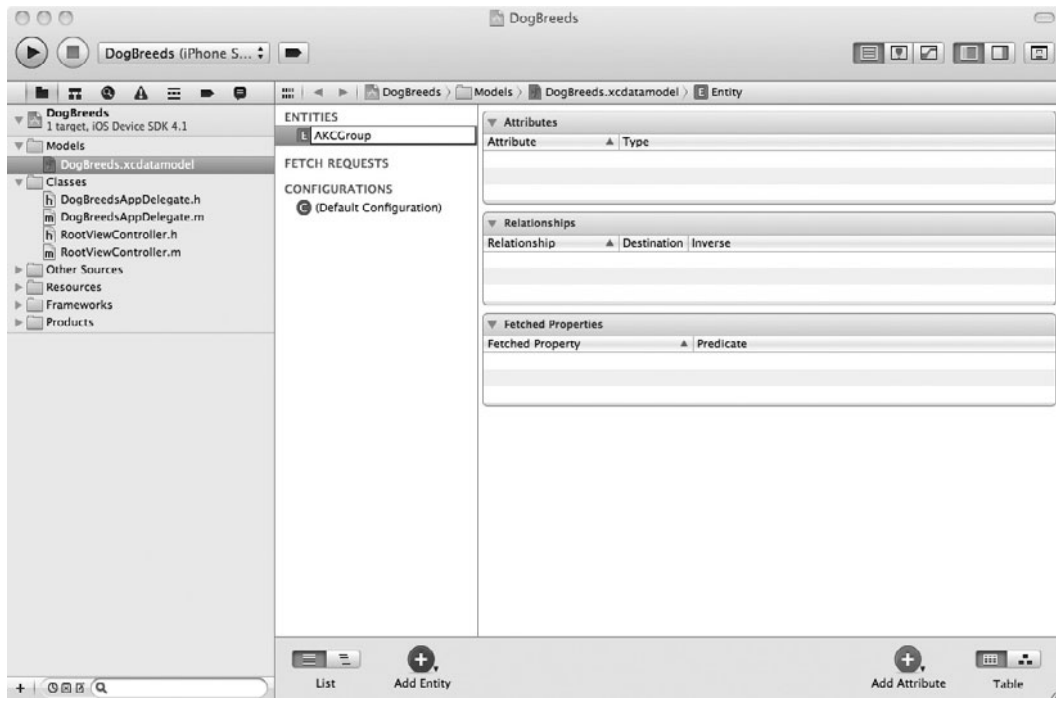 DogBreeds
DogBreeds (iPhone S...
DogBreeds
1 target, iOS Device SDK 4.1
Models
DogBreeds.xcdatamodel
Classes
h DogBreedsAppDelegate.h
m DogBreedsAppDelegate.m
h RootViewController.h
m RootViewController.m
Other Sources
Resources
Frameworks
Products
DogBreeds Models DogBreeds.xcdatamodel E Entity
ENTITIES
E AKCGroup
FETCH REQUESTS
CONFIGURATIONS
C (Default Configuration)
Attributes
Attribute Type
Relationships
Relationship Destination Inverse
Fetched Properties
Fetched Property Predicate
List Add Entity Add Attribute Table